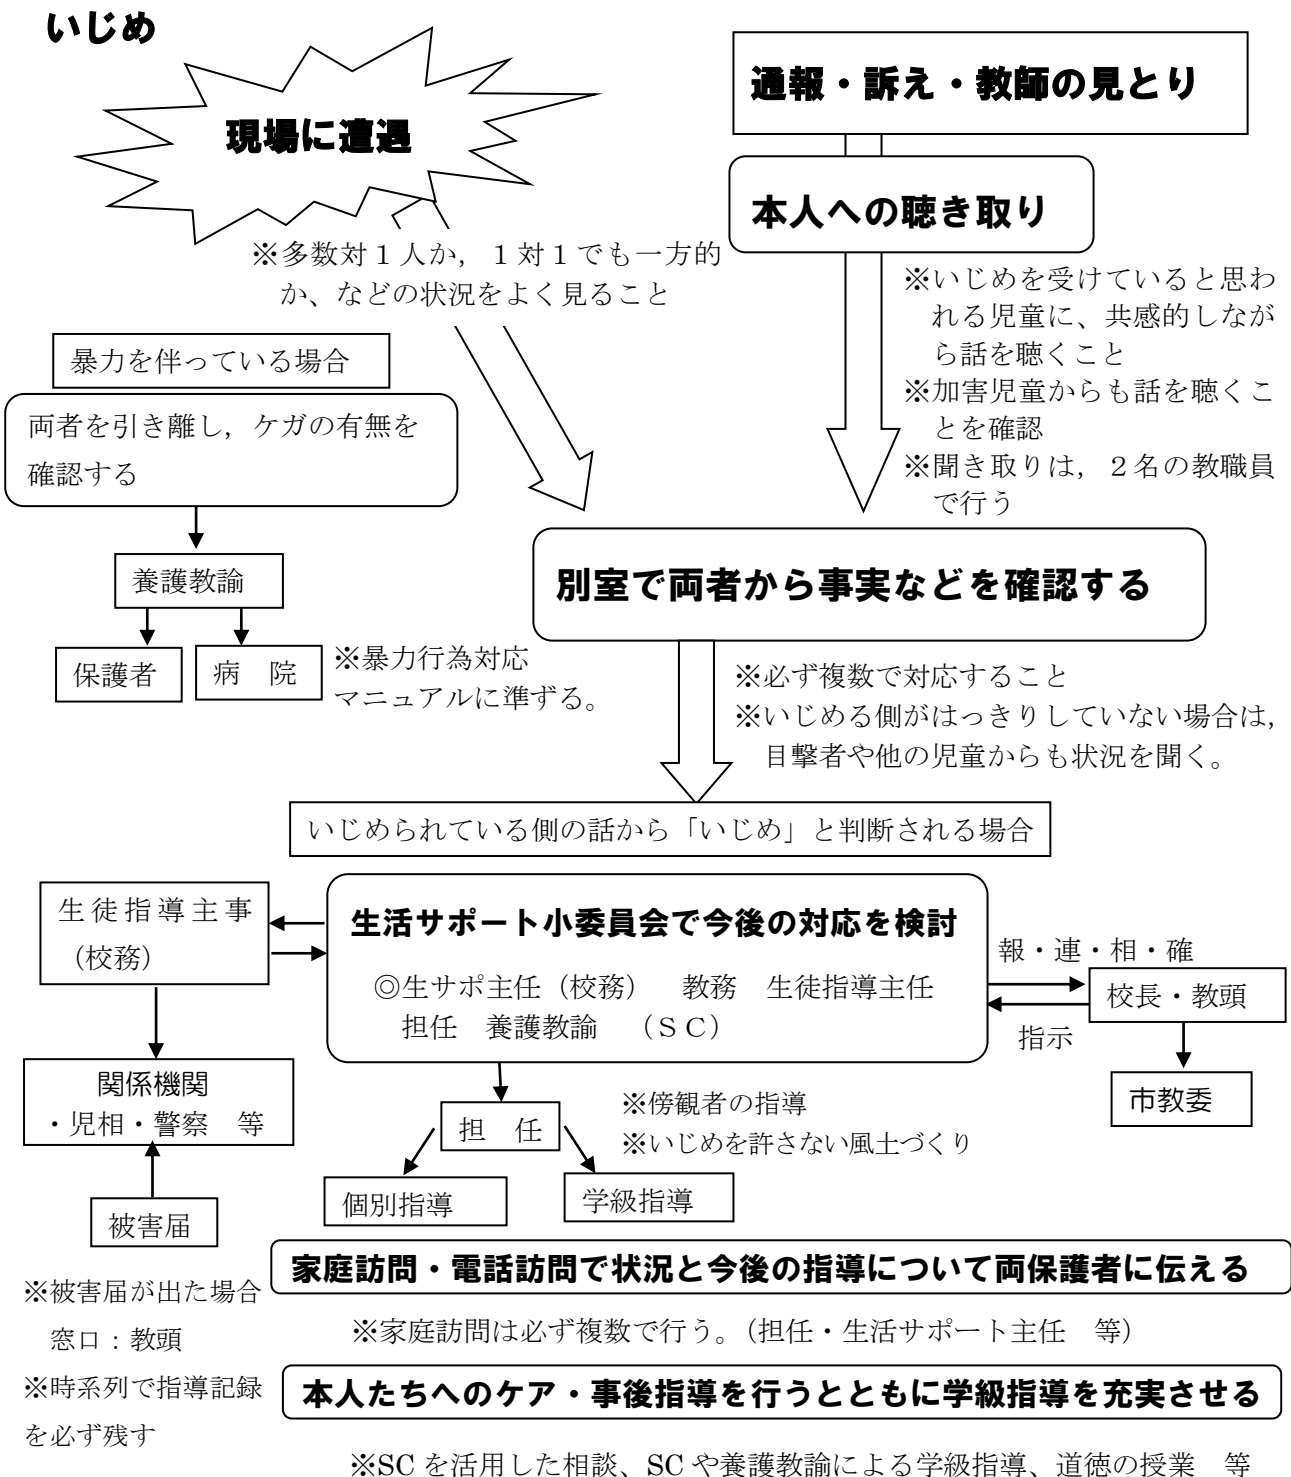 いじめ
現場に遭遇
通報・訴え・教師の見とり
本人への聴き取り
※多数対１人か，１対１でも一方的
か、などの状況をよく見ること
※いじめを受けていると思わ
れる児童に、共感的しなが
ら話を聴くこと
※加害児童からも話を聴くこ
とを確認
※聞き取りは，２名の教職員
で行う
暴力を伴っている場合
両者を引き離し，ケガの有無を
確認する
養護教諭
保護者
病　院
※暴力行為対応
マニュアルに準ずる。
別室で両者から事実などを確認する
※必ず複数で対応すること
※いじめる側がはっきりしていない場合は，
目撃者や他の児童からも状況を聞く。
いじめられている側の話から「いじめ」と判断される場合
生徒指導主事
（校務）
生活サポート小委員会で今後の対応を検討
◎生サポ主任（校務）　教務　生徒指導主任
担任　養護教諭　（ＳＣ）
報・連・相・確
校長・教頭
指示
市教委
関係機関
・児相・警察　等
被害届
担　任
※傍観者の指導
※いじめを許さない風土づくり
個別指導
学級指導
家庭訪問・電話訪問で状況と今後の指導について両保護者に伝える
※被害届が出た場合
窓口：教頭
※時系列で指導記録
を必ず残す
※家庭訪問は必ず複数で行う。（担任・生活サポート主任　等）
本人たちへのケア・事後指導を行うとともに学級指導を充実させる
※SC を活用した相談、SC や養護教諭による学級指導、道徳の授業　等